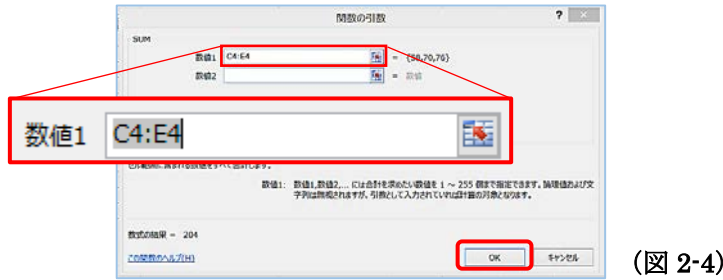 関数の引数
?
SUM
数値1 C4:E4 = {58,70,76}
数値2 = 数値
数値1 C4:E4
数値1: 数値1,数値2,... には合計を求めたい数値を 1 ～ 255 個まで指定できます。論理値および文
字列は無視されますが、引数として入力されていれば計算の対象となります。
数式の結果 = 204
この関数のヘルプ(H)
OK キャンセル
(図 2-4)